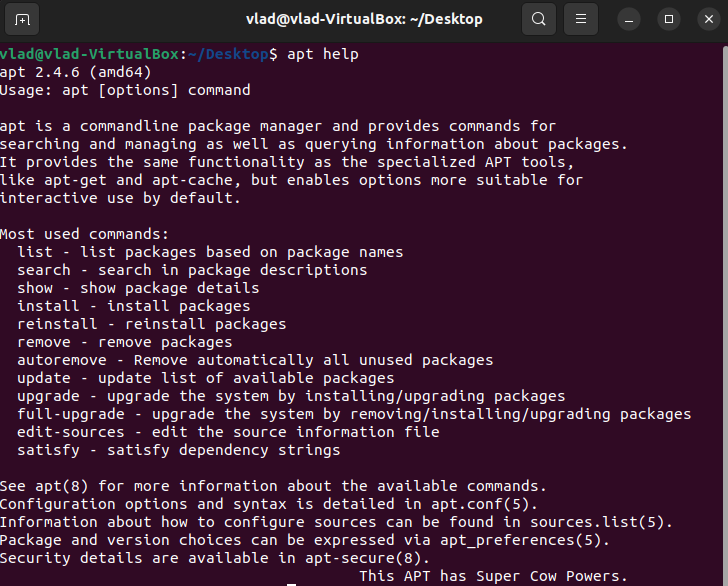 vlad@vlad-VirtualBox: ~/Desktop
vlad@vlad-VirtualBox:~/Desktop$ apt help
apt 2.4.6 (amd64)
Usage: apt [options] command

apt is a commandline package manager and provides commands for
searching and managing as well as querying information about packages.
It provides the same functionality as the specialized APT tools,
like apt-get and apt-cache, but enables options more suitable for
interactive use by default.

Most used commands:
  list - list packages based on package names
  search - search in package descriptions
  show - show package details
  install - install packages
  reinstall - reinstall packages
  remove - remove packages
  autoremove - Remove automatically all unused packages
  update - update list of available packages
  upgrade - upgrade the system by installing/upgrading packages
  full-upgrade - upgrade the system by removing/installing/upgrading packages
  edit-sources - edit the source information file
  satisfy - satisfy dependency strings

See apt(8) for more information about the available commands.
Configuration options and syntax is detailed in apt.conf(5).
Information about how to configure sources can be found in sources.list(5).
Package and version choices can be expressed via apt_preferences(5).
Security details are available in apt-secure(8).
                                        This APT has Super Cow Powers.